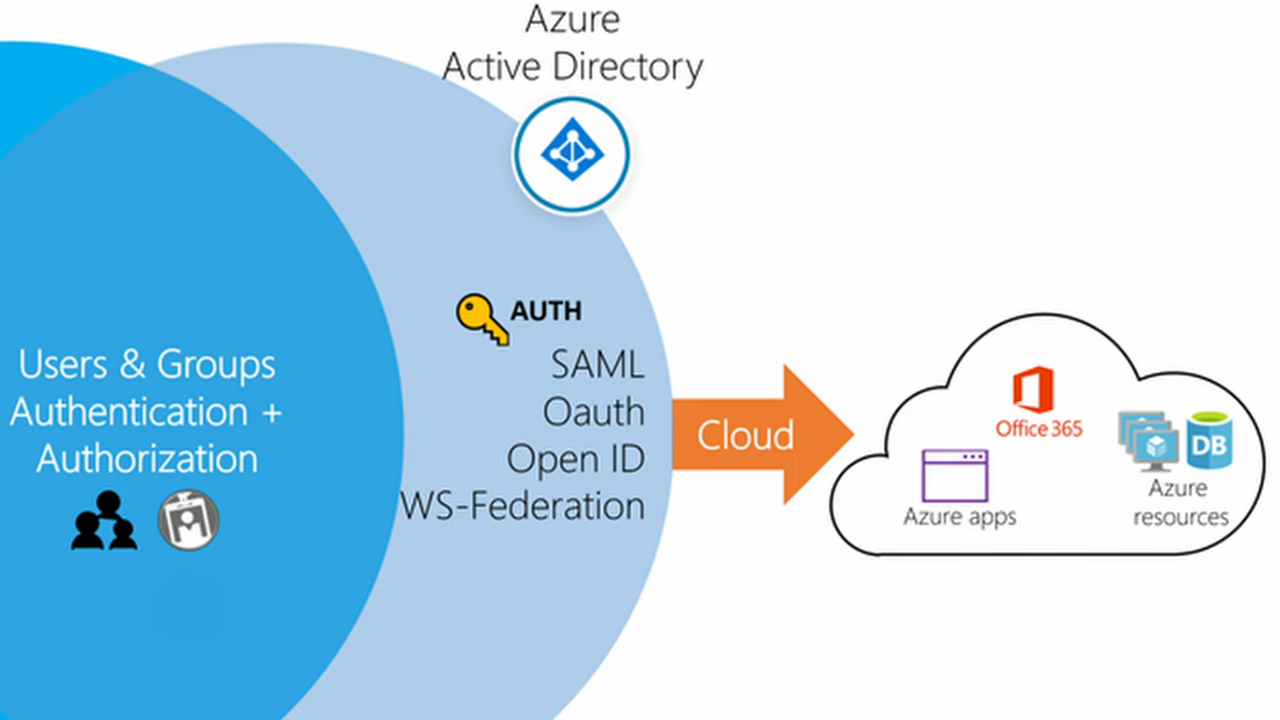 Azure
Active Directory
AUTH
SAML
Oauth
Open ID
WS-Federation
Users & Groups
Authentication +
Authorization
Cloud
Office 365
DB
Azure apps
Azure
resources